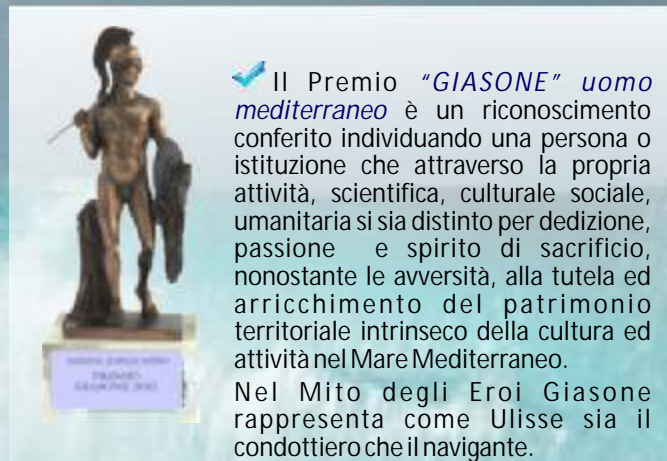 Il Premio “GIASONE” uomo
mediterraneo è un riconoscimento
conferito individuando una persona o
istituzione che attraverso la propria
attività, scientifica, culturale sociale,
umanitaria si sia distinto per dedizione,
passione e spirito di sacrificio,
nonostante le avversità, alla tutela ed
arricchimento del patrimonio
territoriale intrinseco della cultura ed
attività nel Mare Mediterraneo.
Nel Mito degli Eroi Giasone
rappresenta come Ulisse sia il
condottiero che il navigante.